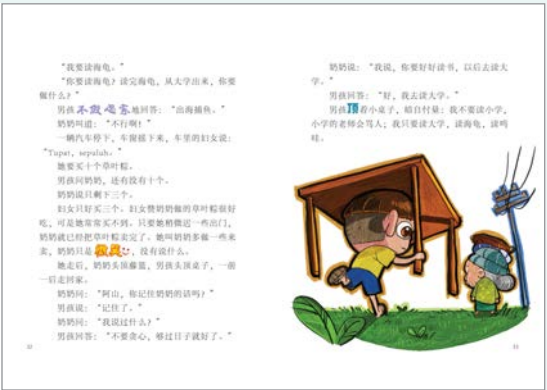 “我要读海龟。”
“你要读海龟？读完海龟，从大学出来，你要
做什么？”
男孩不假思索地回答：“出海捕鱼。”
奶奶叫道：“不行啊！”
一辆汽车停下，车窗摇下来，车里的妇女说：
“Tupat, sepuluh。”
她要买十个草叶粽。
男孩问奶奶，还有没有十个。
奶奶说只剩下三个。
妇女只好买三个。妇女赞奶奶做的草叶粽很好
吃，可是她常常买不到。只要她稍微迟一些出门，
奶奶就已经把草叶粽卖完了。她叫奶奶多做一些来
卖，奶奶只是微笑，没有说什么。
她走后，奶奶头顶藤篮，男孩头顶桌子，一前
一后走回家。
奶奶问：“阿山，你记住奶奶的话吗？”
男孩说：“记住了。”
奶奶问：“我说过什么？”
男孩回答：“不要贪心，够过日子就好了。”
10
奶奶说：“我说，你要好好读书，以后去读大
学。”
男孩回答：“好，我去读大学。”
男孩顶着小桌子，暗自忖量：我不要读小学，
小学的老师会骂人；我只要读大学，读海龟，读鸣
哇。
11